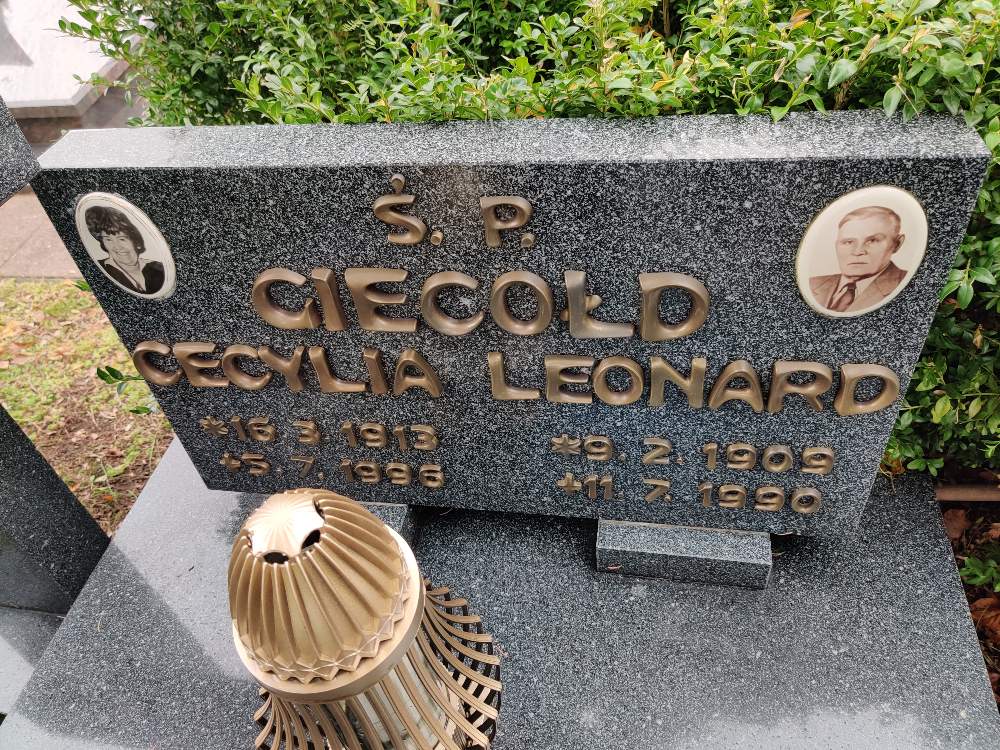 Ś. P.
GIECOŁD
CECYLIA LEONARD
*16. 3. 1913 *9. 2. 1909
+5. 7. 1996 +11. 7. 1990